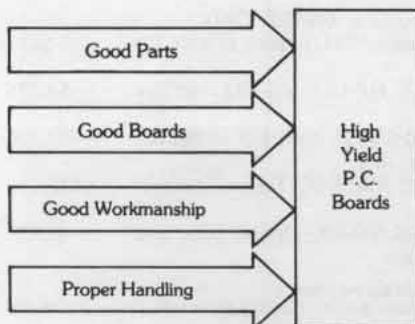 Good Parts
Good Boards
Good Workmanship
Proper Handling
High
Yield
P.C.
Boards